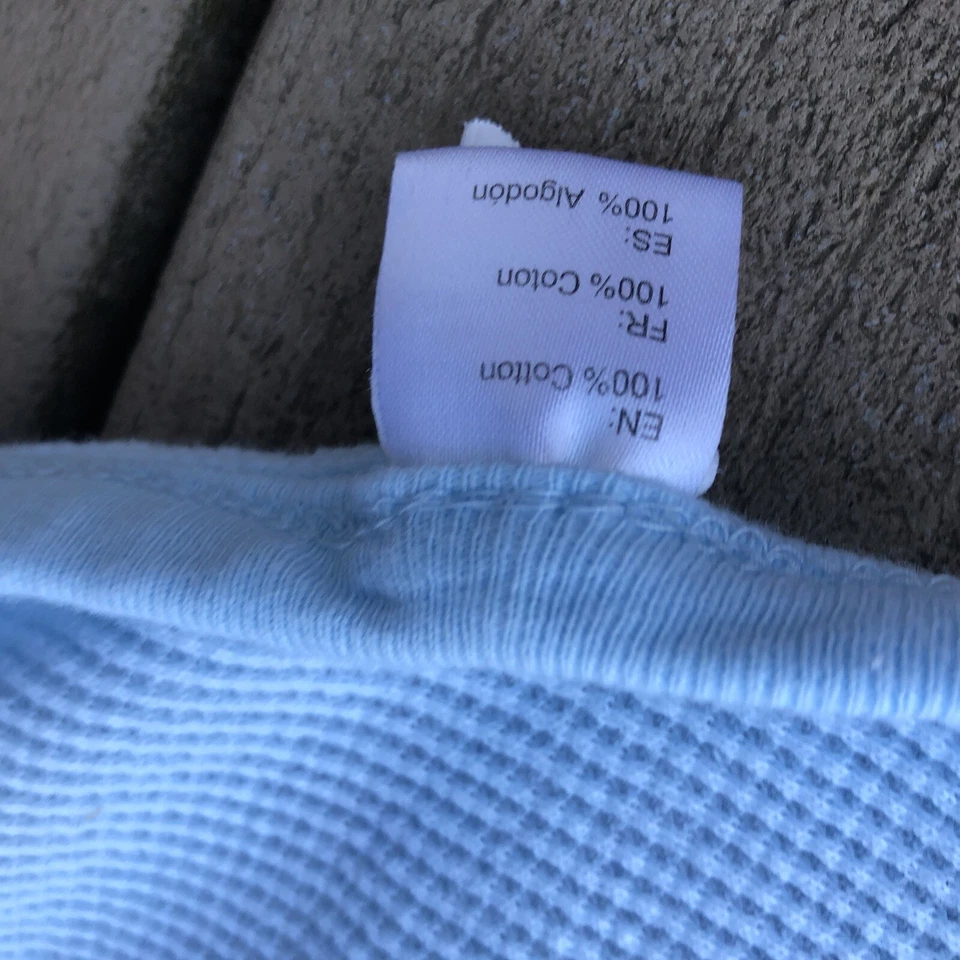 EN:
100% Cotton
FR:
100% Coton
ES:
100% Algodón